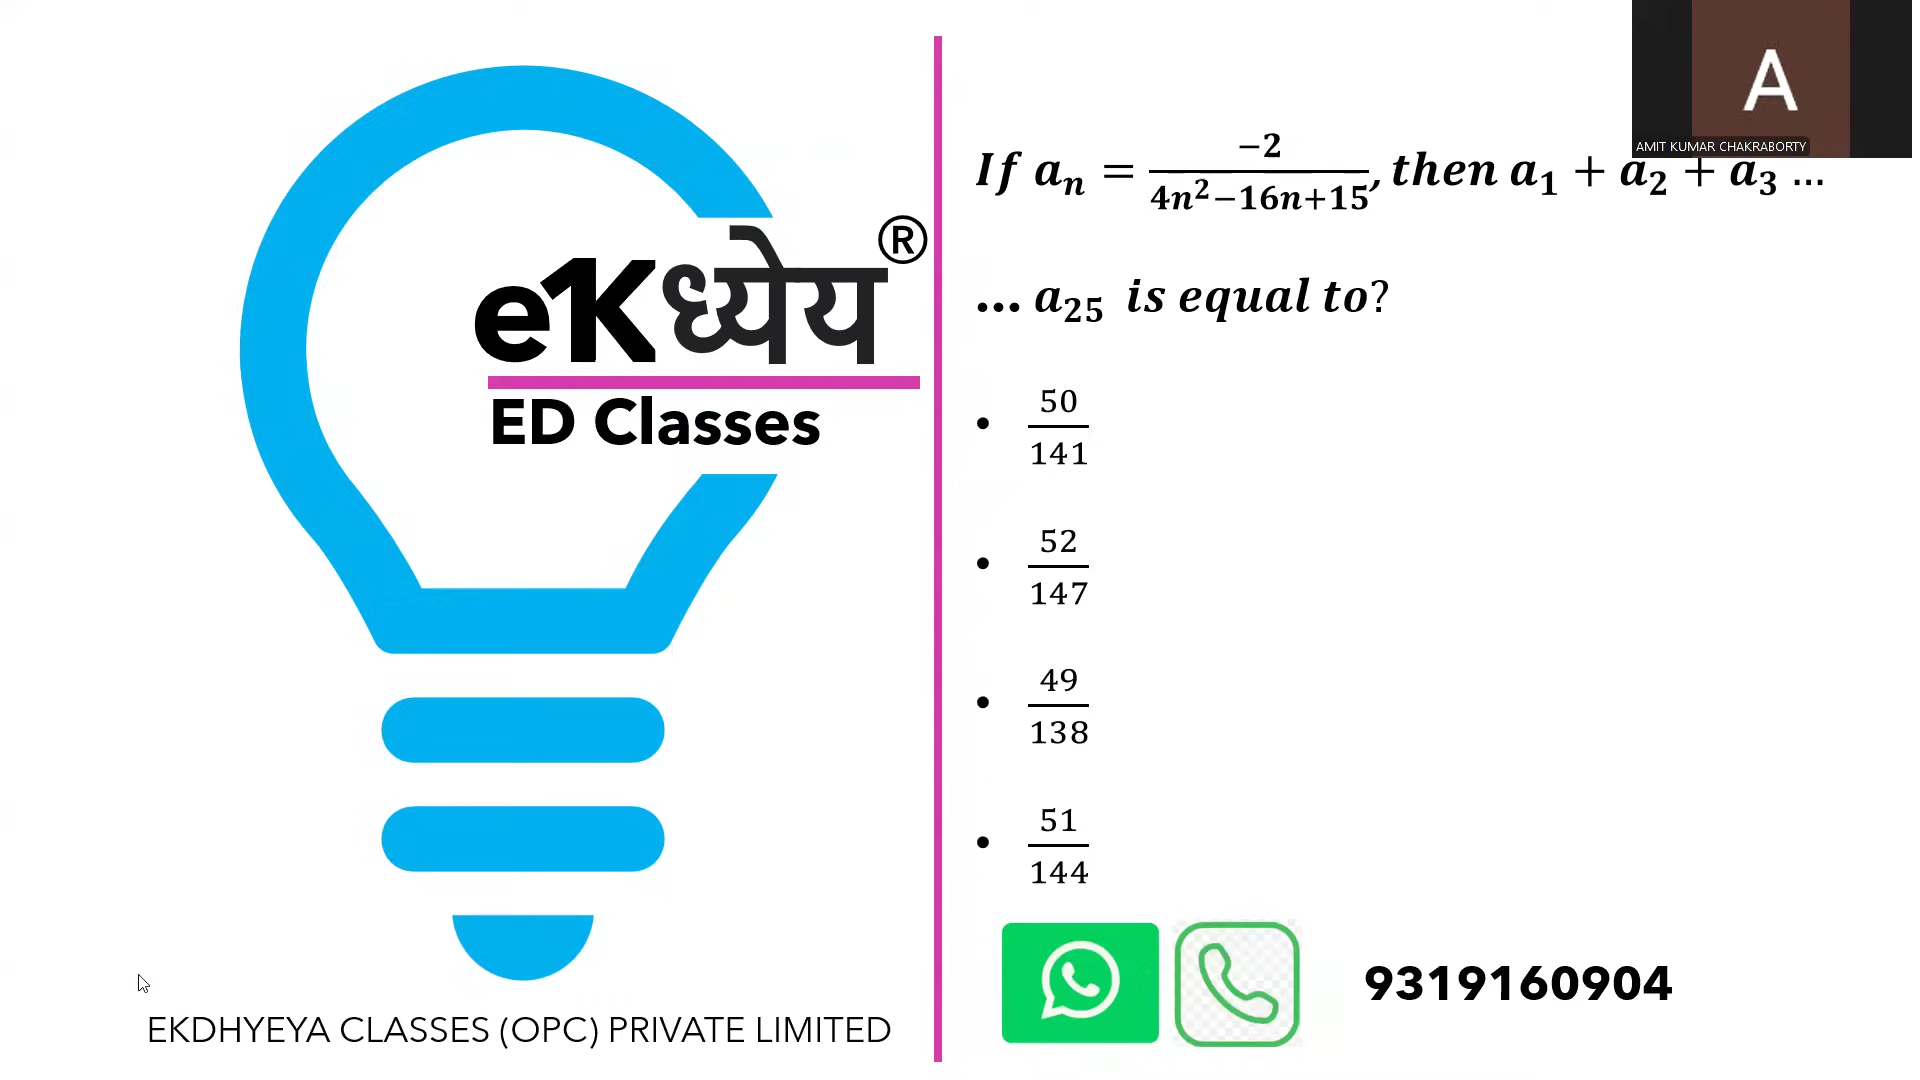 A
AMIT KUMAR CHAKRABORTY
If aₙ = −2/(4n²−16n+15), then a₁ + a₂ + a₃ ...
... a₂₅ is equal to?
• 50/141
• 52/147
• 49/138
• 51/144
e1Kध्येय®
ED Classes
9319160904
EKDHYEYA CLASSES (OPC) PRIVATE LIMITED